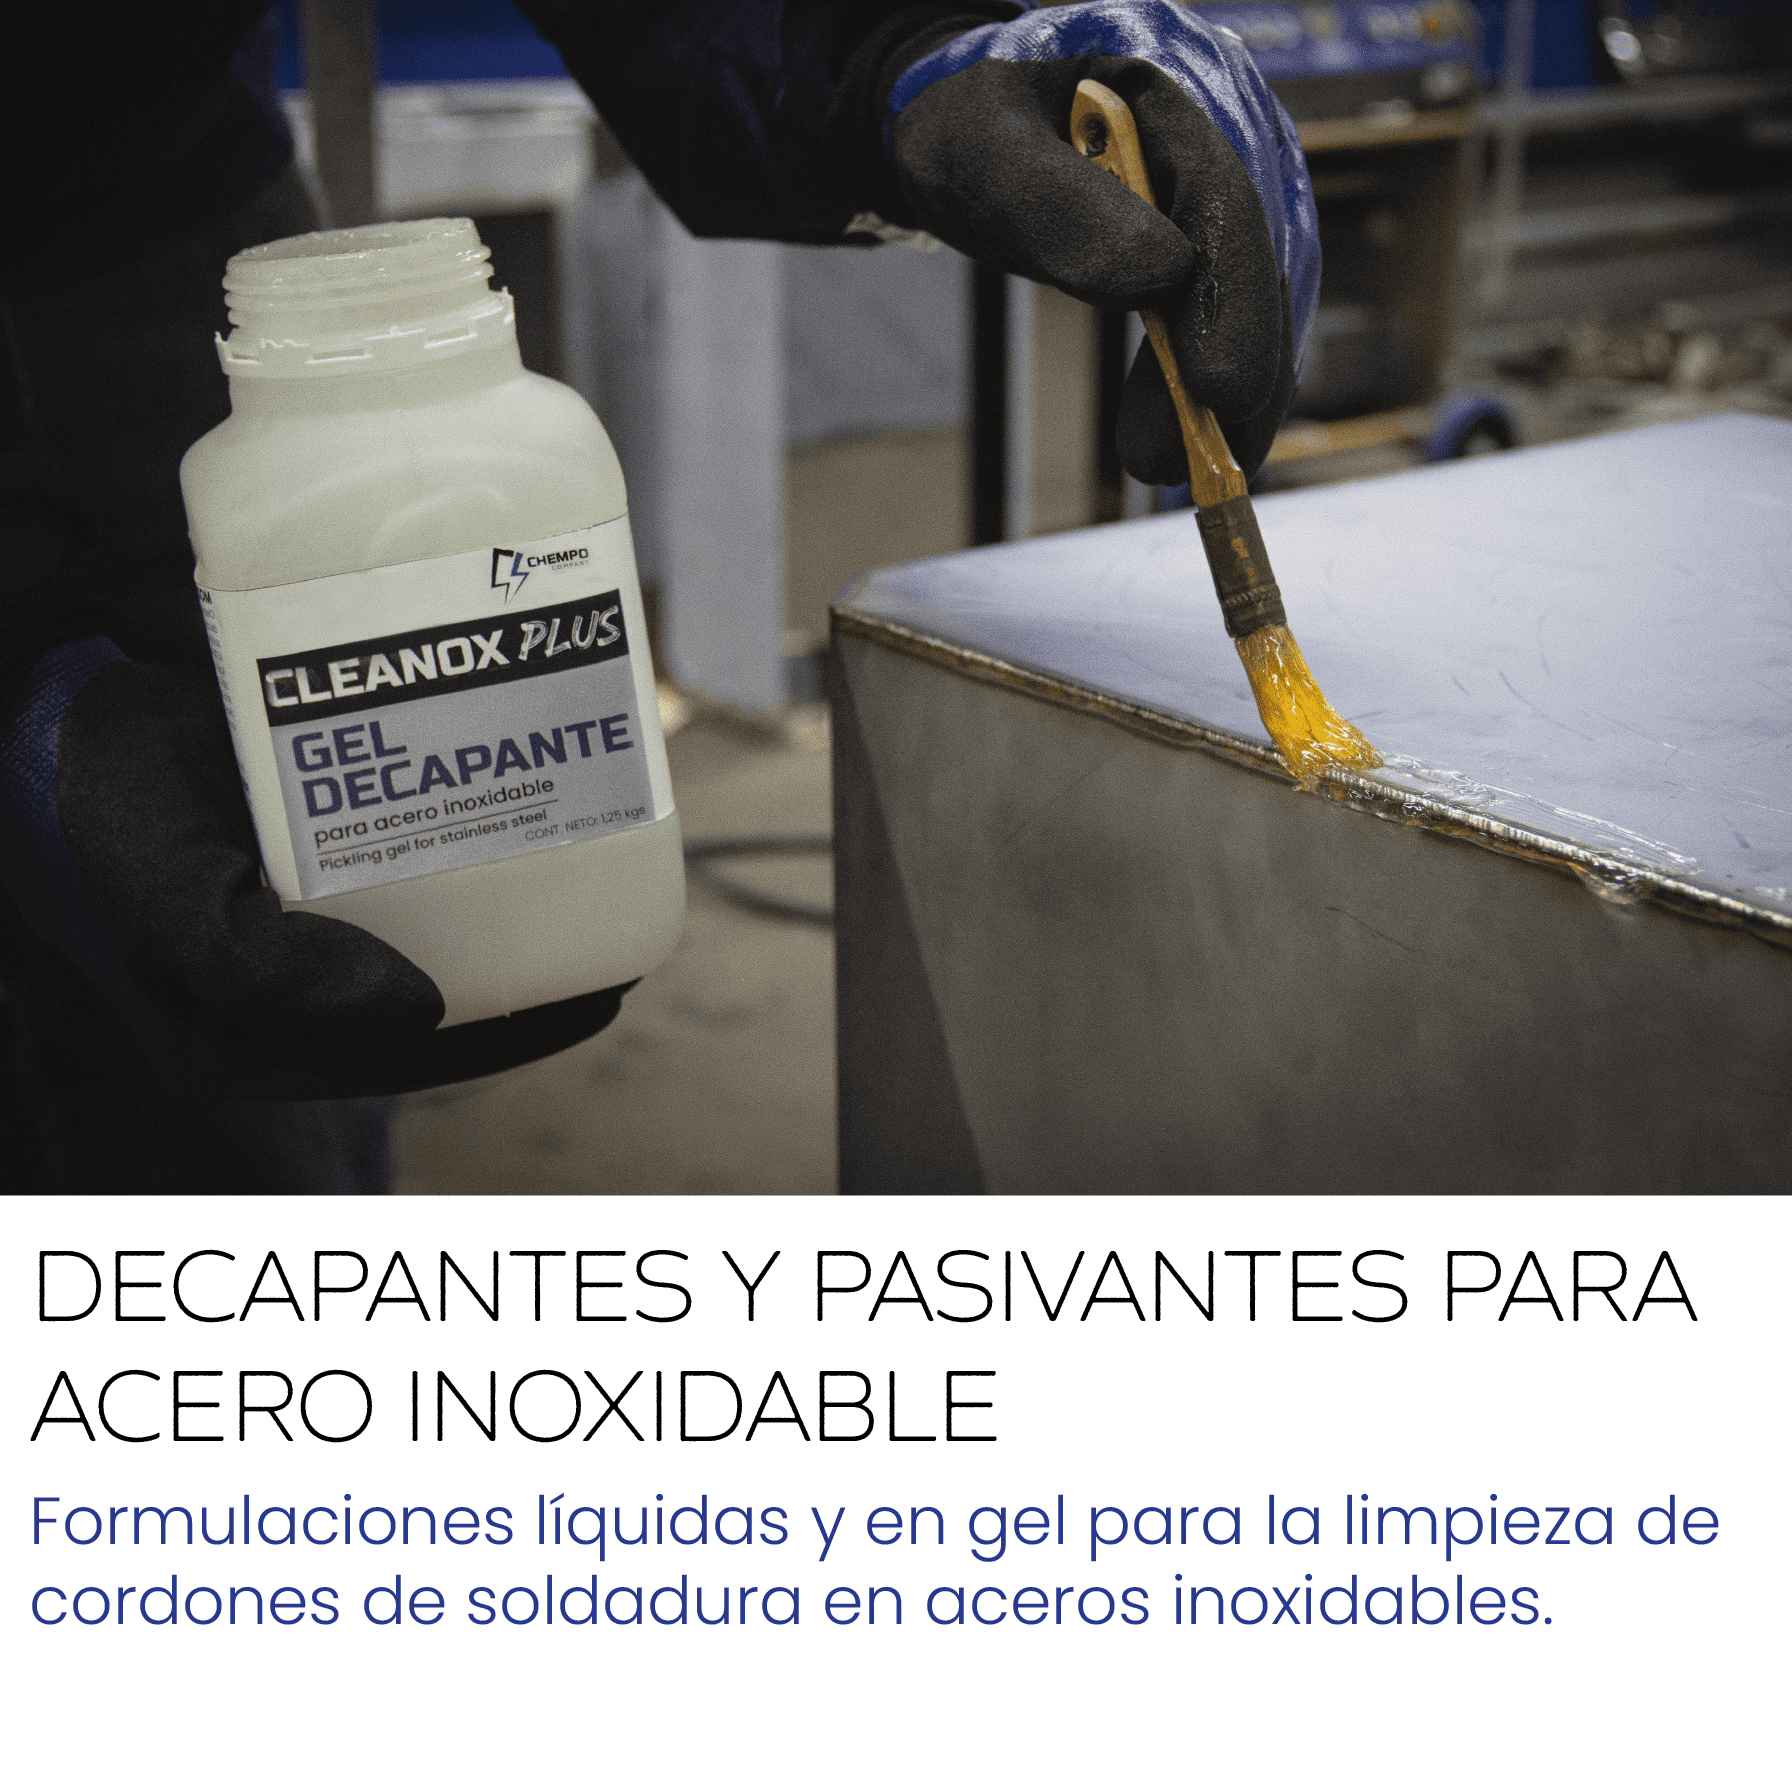 CHEMPO
COMPANY
CLEANOX PLUS
GEL
DECAPANTE
para acero inoxidable
Pickling gel for stainless steel
CONT. NETO: 1,25 kgs
DECAPANTES Y PASIVANTES PARA
ACERO INOXIDABLE
Formulaciones líquidas y en gel para la limpieza de
cordones de soldadura en aceros inoxidables.